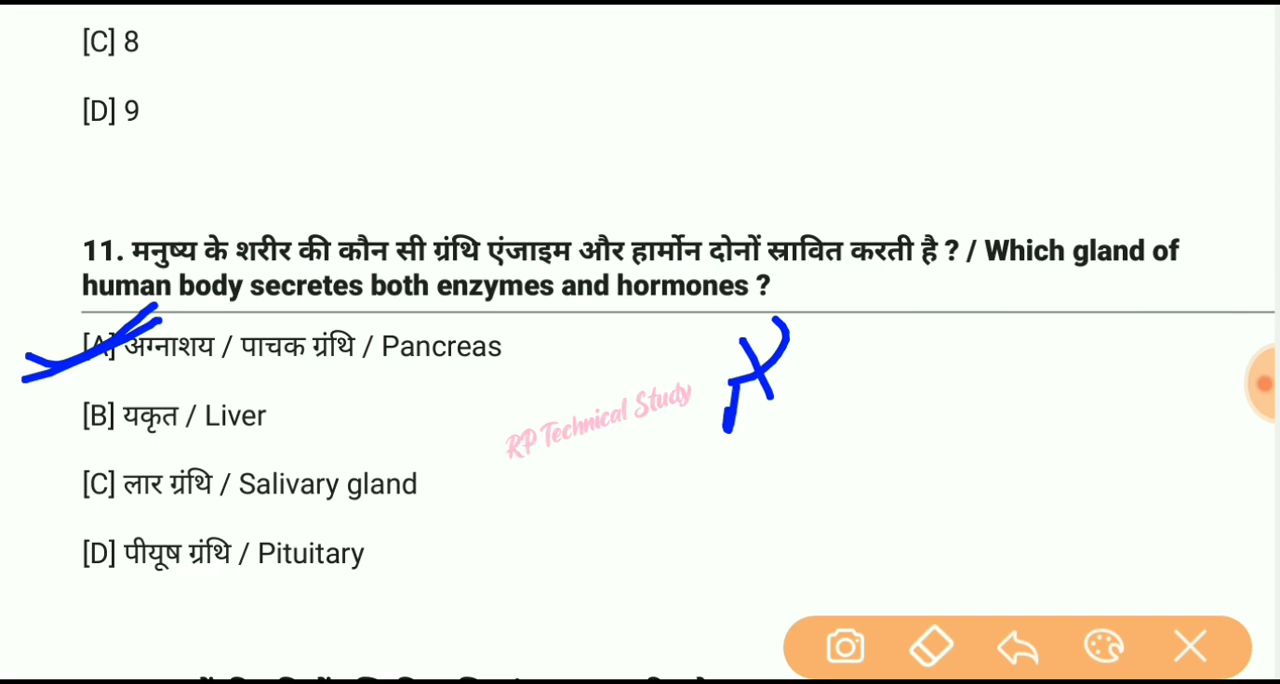 [C] 8
[D] 9
11. मनुष्य के शरीर की कौन सी ग्रंथि एंजाइम और हार्मोन दोनों स्रावित करती है ? / Which gland of
human body secretes both enzymes and hormones ?
[A] अग्नाशय / पाचक ग्रंथि / Pancreas
[B] यकृत / Liver
RP Technical Study
[C] लार ग्रंथि / Salivary gland
[D] पीयूष ग्रंथि / Pituitary